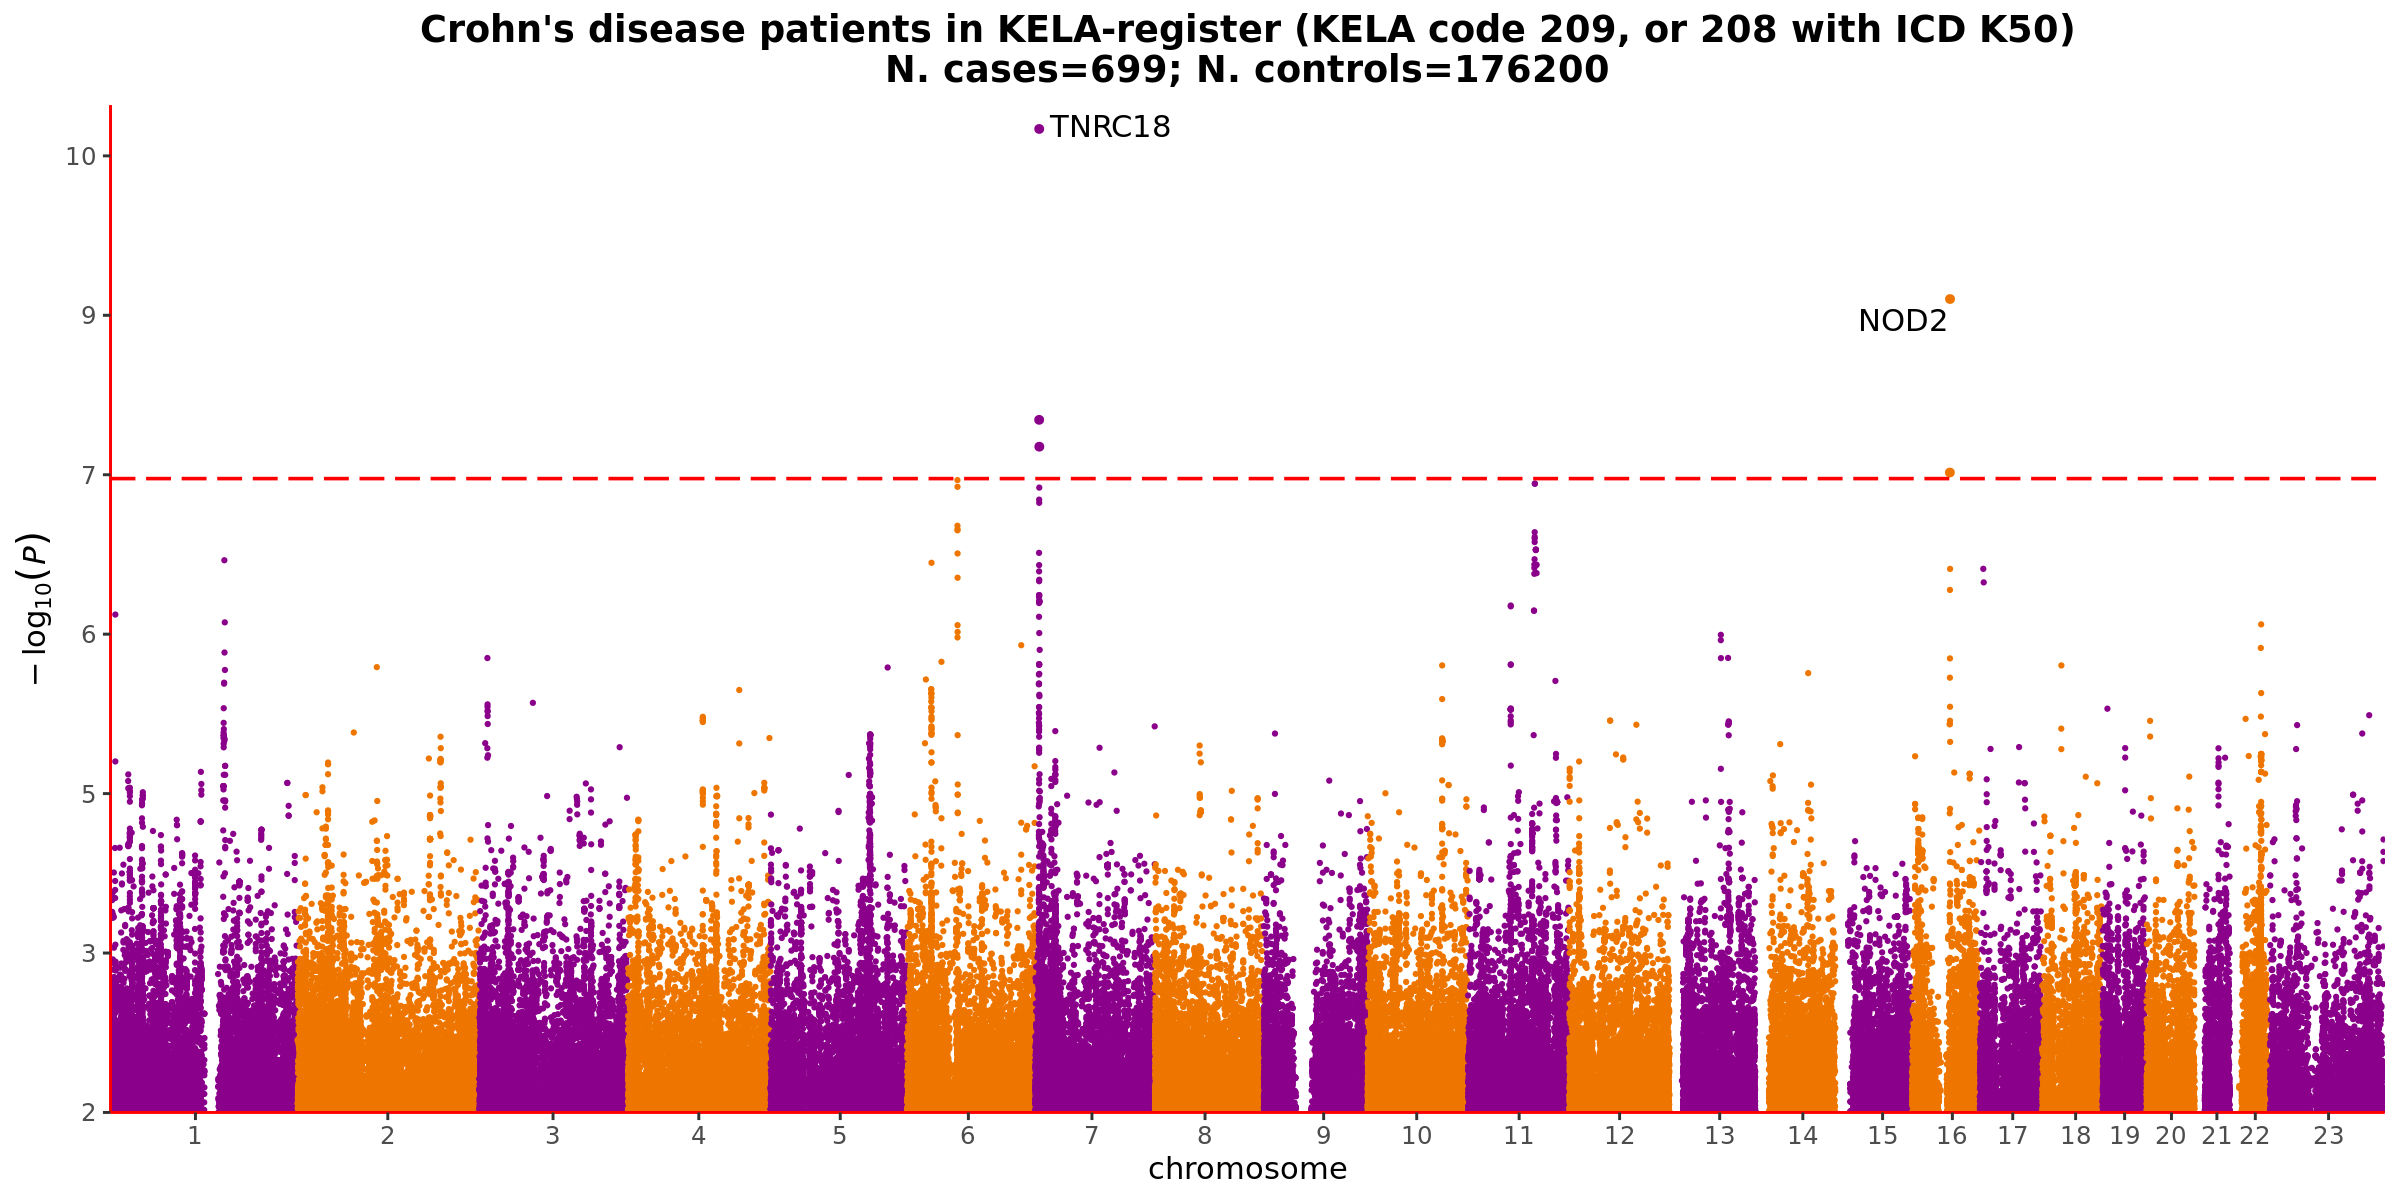 Crohn's disease patients in KELA-register (KELA code 209, or 208 with ICD K50)
N. cases=699; N. controls=176200
TNRC18
NOD2
10
9
7
6
5
3
2
−log₁₀(P)
1 2 3 4 5 6 7 8 9 10 11 12 13 14 15 16 17 18 19 20 21 22 23
chromosome